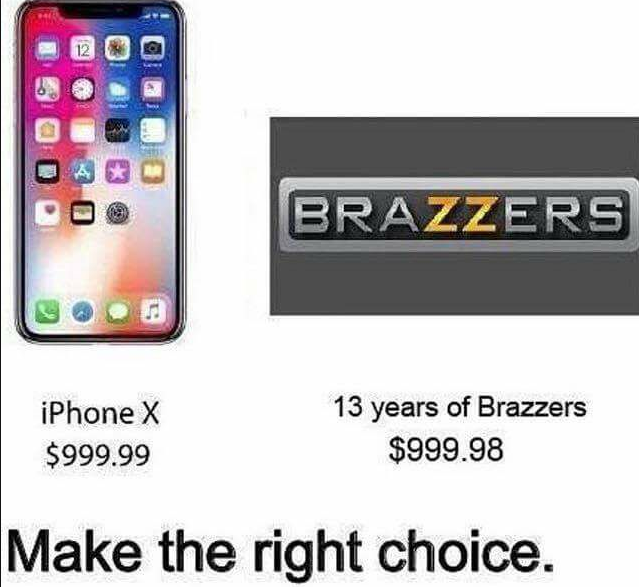 12
BRAZZERS
iPhone X
$999.99
13 years of Brazzers
$999.98
Make the right choice.